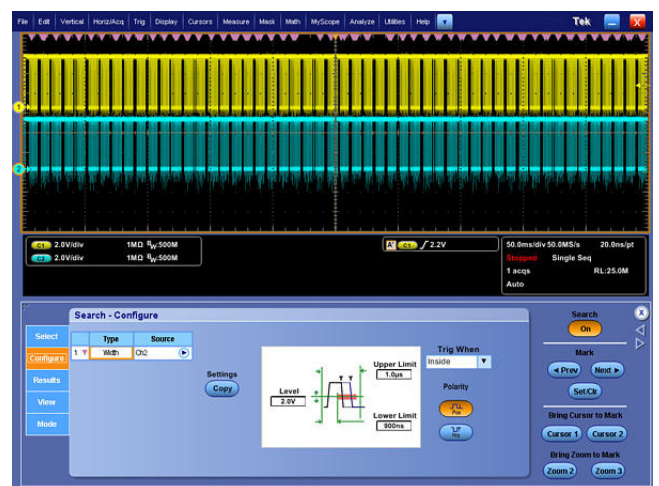 File Edit Vertical Horiz/Acq Trig Display Cursors Measure Mask Math MyScope Analyze Utilities Help Tek X
1
2
C1 2.0V/div 1MΩ BW:500M
C2 2.0V/div 1MΩ BW:500M
A' C1 2.2V
50.0ms/div 50.0MS/s 20.0ns/pt
Stopped Single Seq
1 acqs RL:25.0M
Auto
Search - Configure
Select
Configure
Results
View
Mode
Type Source
1 Width Ch2
Settings
Copy
Level
2.0V
Upper Limit
1.0µs
Lower Limit
900ns
Trig When
Inside
Polarity
Pos
Neg
Search
On
X
Mark
Prev Next
Set/Clr
Bring Cursor to Mark
Cursor 1 Cursor 2
Bring Zoom to Mark
Zoom 2 Zoom 3